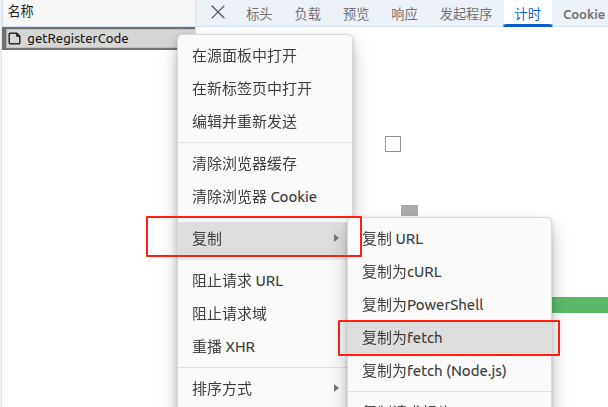 名称
标头 负载 预览 响应 发起程序 计时 Cookie
getRegisterCode
在源面板中打开
在新标签页中打开
编辑并重新发送
清除浏览器缓存
清除浏览器 Cookie
复制
复制 URL
复制为cURL
阻止请求 URL
复制为PowerShell
阻止请求域
复制为fetch
重播 XHR
复制为fetch (Node.js)
排序方式